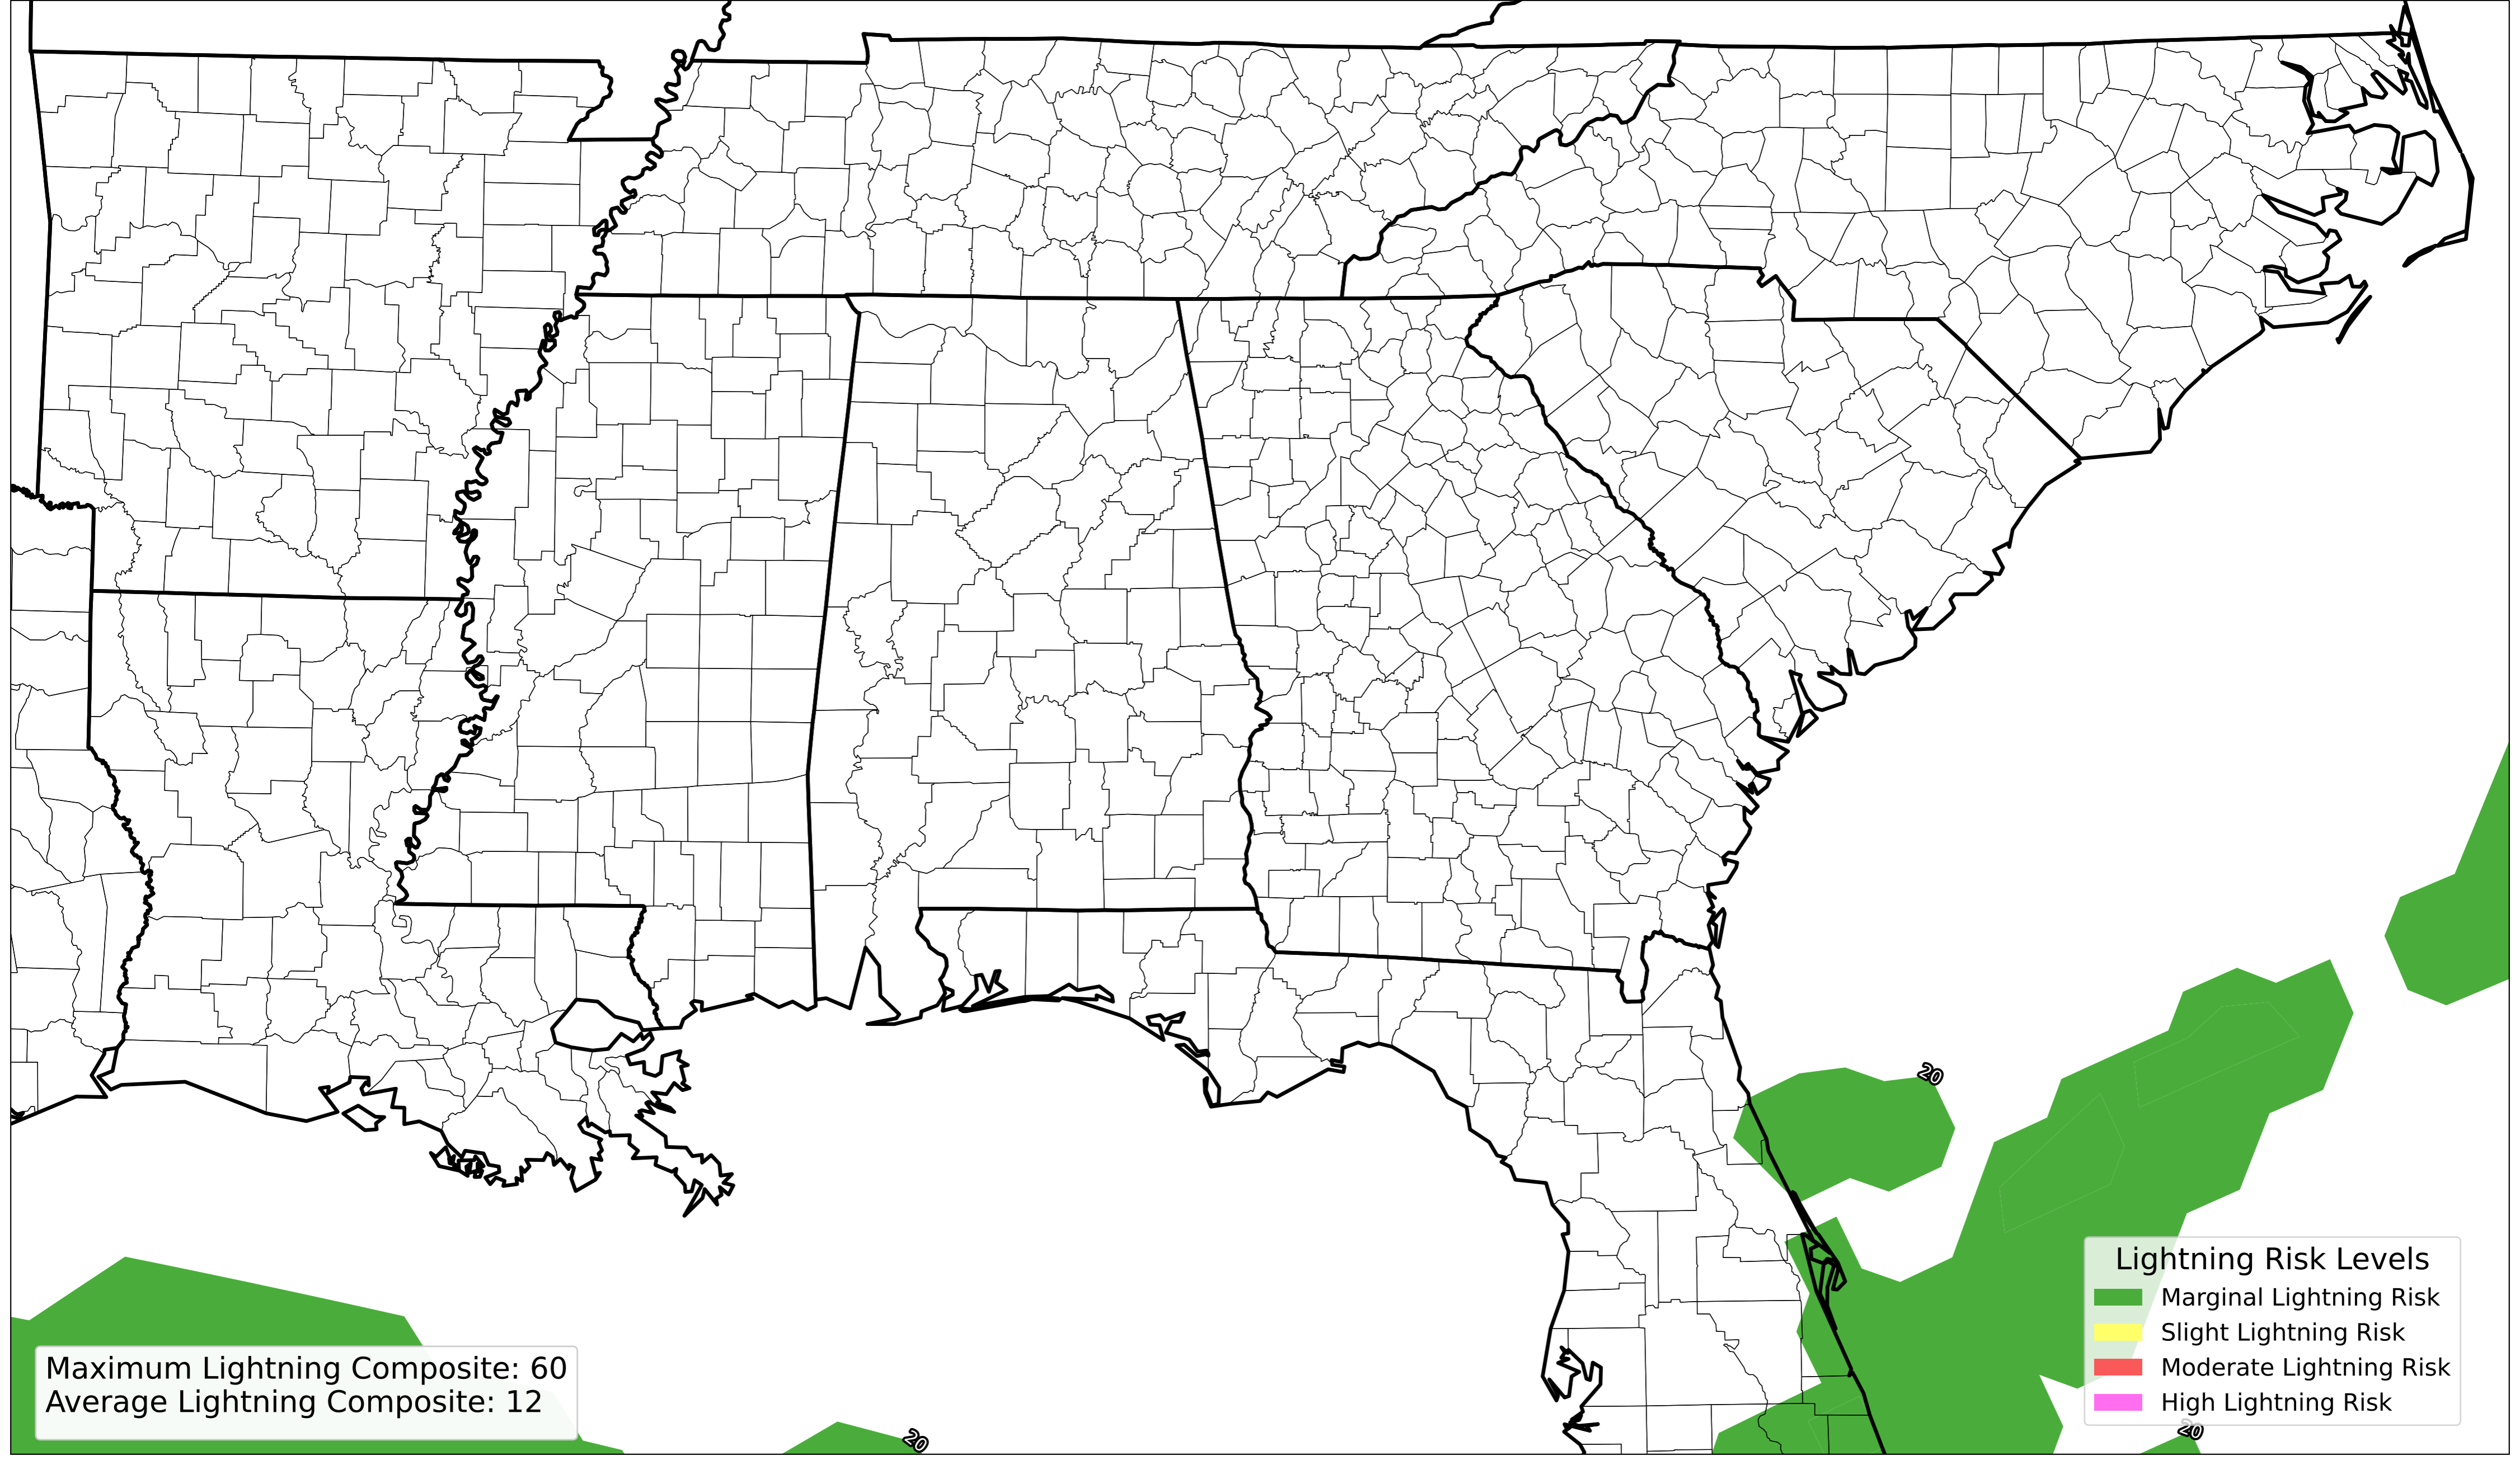 20
Lightning Risk Levels
Marginal Lightning Risk
Slight Lightning Risk
Moderate Lightning Risk
High Lightning Risk
Maximum Lightning Composite: 60
Average Lightning Composite: 12
20
20